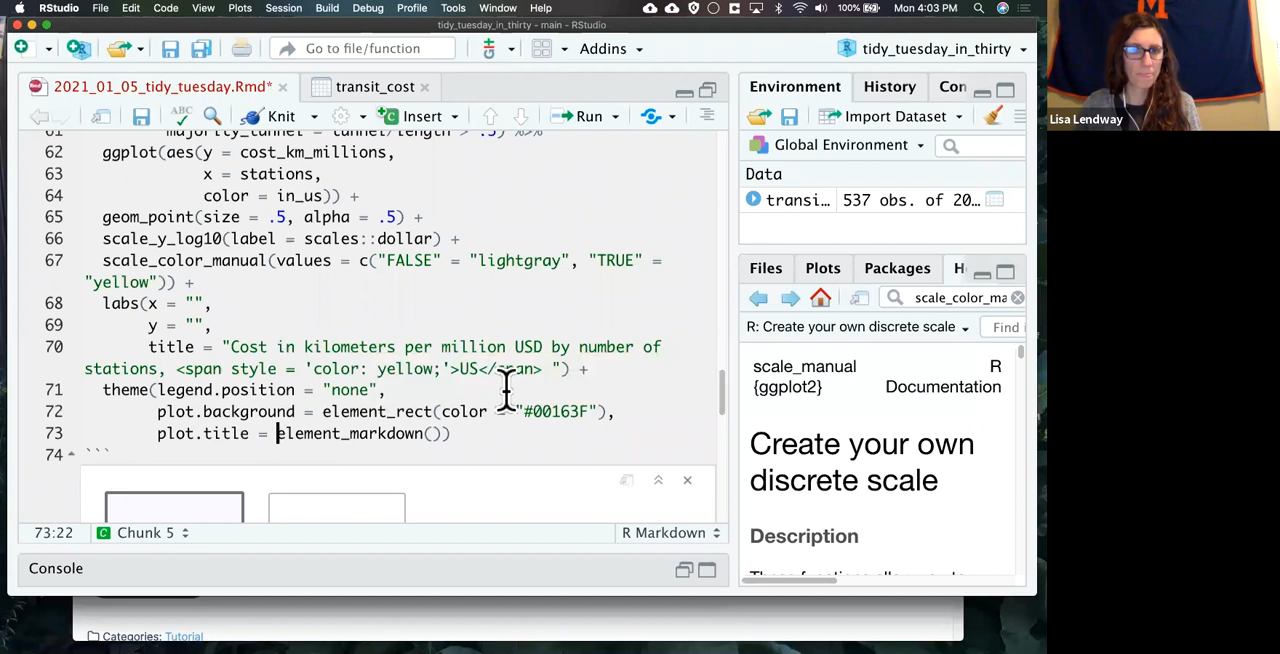 RStudio File Edit Code View Plots Session Build Debug Profile Tools Window Help 100% Mon 4:03 PM
tidy_tuesday_in_thirty - main - RStudio
Go to file/function Addins tidy_tuesday_in_thirty
2021_01_05_tidy_tuesday.Rmd* transit_cost
ABC Knit Insert Run
62 ggplot(aes(y = cost_km_millions,
63 x = stations,
64 color = in_us)) +
65 geom_point(size = .5, alpha = .5) +
66 scale_y_log10(label = scales::dollar) +
67 scale_color_manual(values = c("FALSE" = "lightgray", "TRUE" =
"yellow")) +
68 labs(x = "",
69 y = "",
70 title = "Cost in kilometers per million USD by number of
stations, <span style = 'color: yellow;'>US</span> ") +
71 theme(legend.position = "none",
72 plot.background = element_rect(color = "#00163F"),
73 plot.title = element_markdown())
74 ```
73:22 C Chunk 5 R Markdown
Console
Categories: Tutorial
Environment History Con
Import Dataset
Global Environment
Data
transi… 537 obs. of 20…
Files Plots Packages H
scale_color_ma
R: Create your own discrete scale Find i
scale_manual R
{ggplot2} Documentation
Create your own
discrete scale
Description
Lisa Lendway